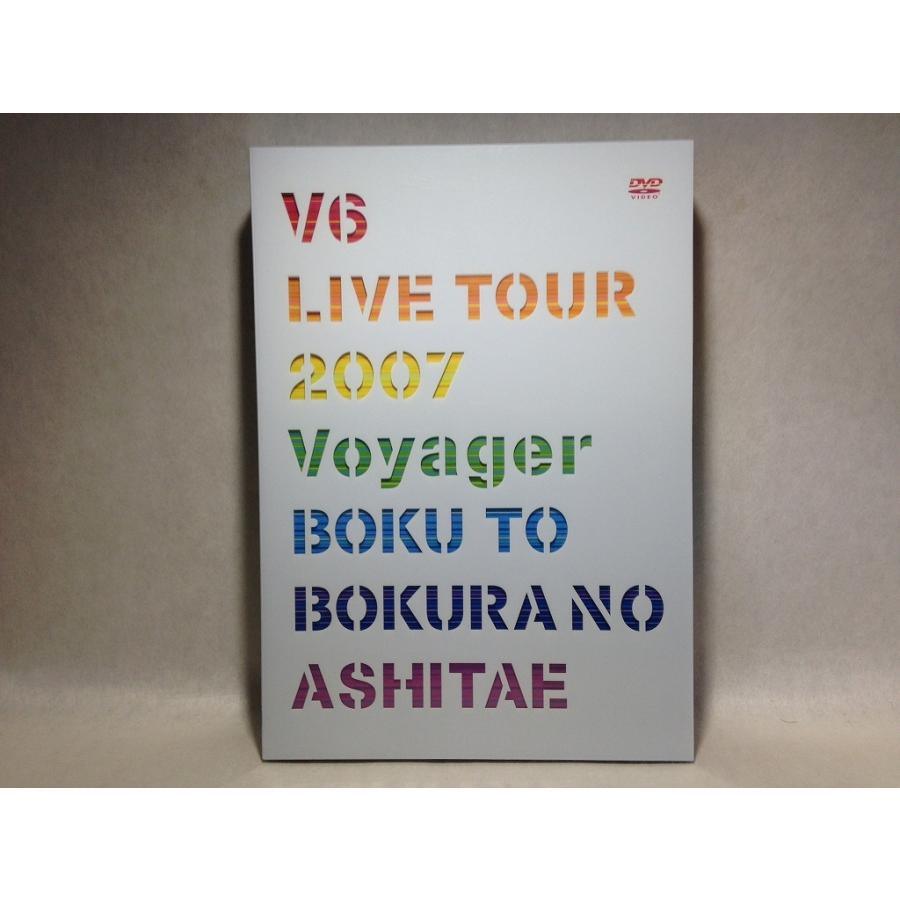 V6
DVD
VIDEO
LIVE TOUR
2007
Voyager
BOKU TO
BOKURA NO
ASHITAE